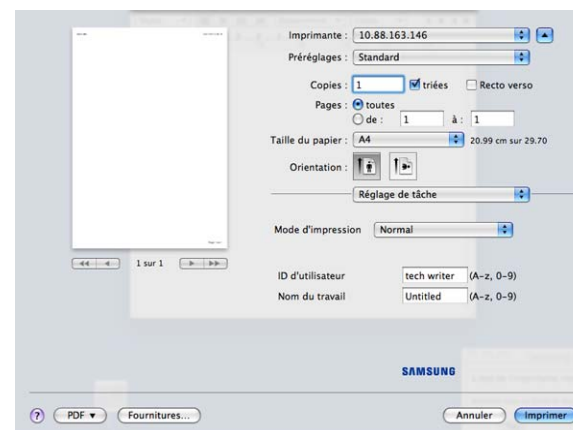 Imprimante : 10.88.163.146
Préréglages : Standard
Copies : 1 triées Recto verso
Pages : toutes
de : 1 à : 1
Taille du papier : A4 20.99 cm sur 29.70
Orientation :
Réglage de tâche
Mode d'impression Normal
1 sur 1
ID d'utilisateur tech writer (A-z, 0-9)
Nom du travail Untitled (A-z, 0-9)
SAMSUNG
? PDF Fournitures... Annuler Imprimer